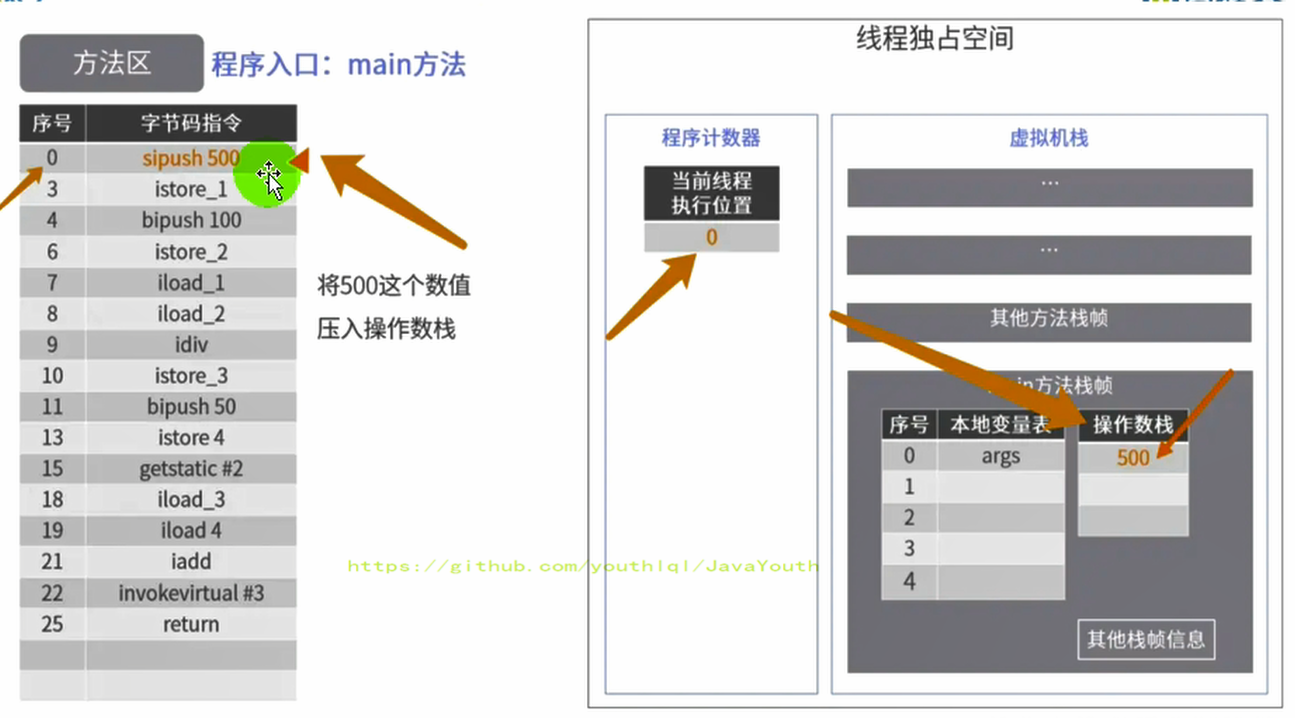 方法区
程序入口：main方法
序号 字节码指令
0 sipush 500
3 istore_1
4 bipush 100
6 istore_2
7 iload_1
8 iload_2
9 idiv
10 istore_3
11 bipush 50
13 istore 4
15 getstatic #2
18 iload_3
19 iload 4
21 iadd
22 invokevirtual #3
25 return
将500这个数值
压入操作数栈
线程独占空间
程序计数器
当前线程
执行位置
0
虚拟机栈
...
...
其他方法栈帧
方法栈帧
序号 本地变量表
0 args
1
2
3
4
操作数栈
500
其他栈帧信息
https://github.com/youthlql/JavaYouth